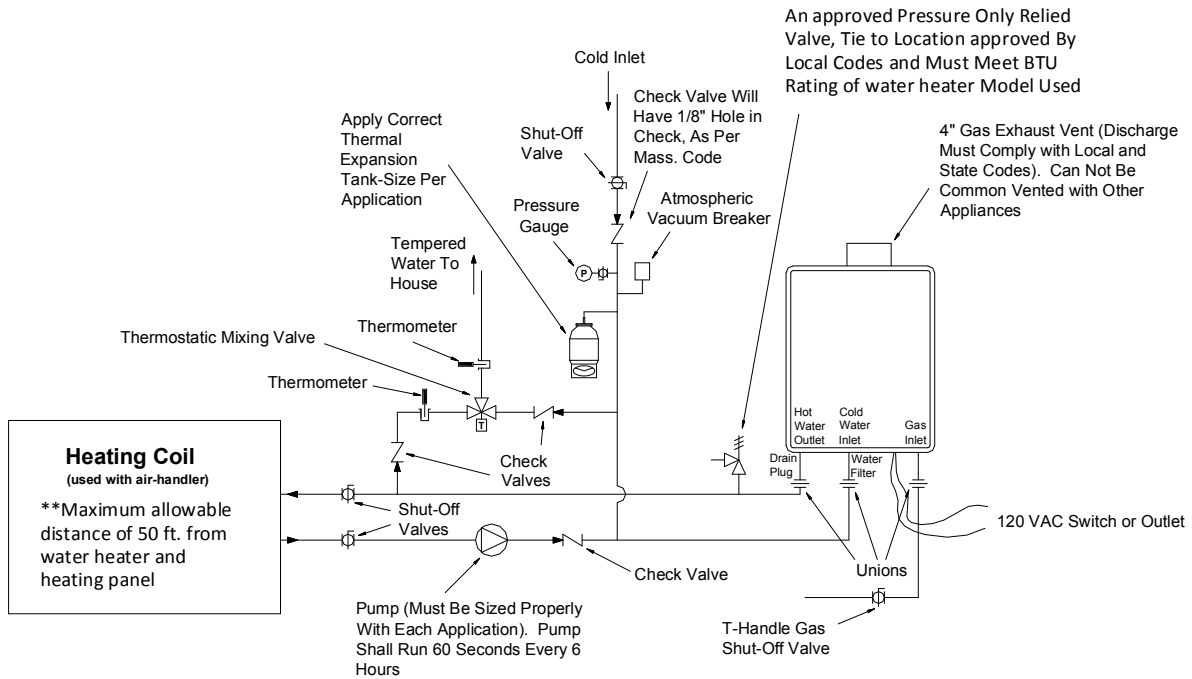 An approved Pressure Only Relied
Valve, Tie to Location approved By
Local Codes and Must Meet BTU
Rating of water heater Model Used
Cold Inlet
Check Valve Will
Have 1/8" Hole in
Check, As Per
Mass. Code
Apply Correct
Thermal
Expansion
Tank-Size Per
Application
Shut-Off
Valve
4" Gas Exhaust Vent (Discharge
Must Comply with Local and
State Codes). Can Not Be
Common Vented with Other
Appliances
Pressure
Gauge
Atmospheric
Vacuum Breaker
Tempered
Water To
House
P
Thermometer
Thermostatic Mixing Valve
Thermometer
T
Hot
Water
Outlet
Cold
Water
Inlet
Gas
Inlet
Drain
Plug
Water
Filter
Heating Coil
(used with air-handler)
**Maximum allowable
distance of 50 ft. from
water heater and
heating panel
Check
Valves
Shut-Off
Valves
120 VAC Switch or Outlet
Check Valve
Unions
Pump (Must Be Sized Properly
With Each Application). Pump
Shall Run 60 Seconds Every 6
Hours
T-Handle Gas
Shut-Off Valve